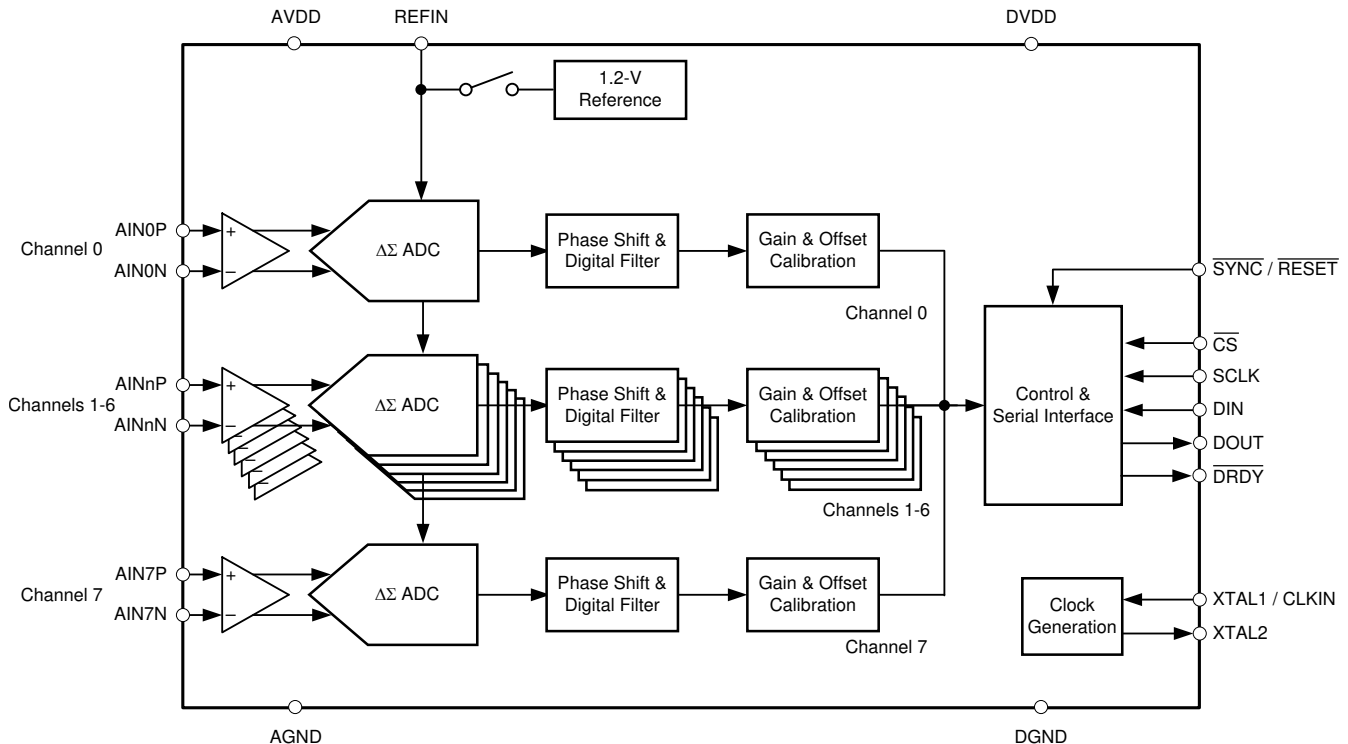 AVDD
REFIN
DVDD
1.2-V
Reference
Channel 0
AIN0P
AIN0N
+
−
ΔΣ ADC
Phase Shift &
Digital Filter
Gain & Offset
Calibration
Channel 0
SYNC / RESET
Channels 1-6
AINnP
AINnN
+
−
−
−
−
−
ΔΣ ADC
Phase Shift &
Digital Filter
Gain & Offset
Calibration
Channels 1-6
Control &
Serial Interface
CS
SCLK
DIN
DOUT
DRDY
Channel 7
AIN7P
AIN7N
+
−
ΔΣ ADC
Phase Shift &
Digital Filter
Gain & Offset
Calibration
Channel 7
Clock
Generation
XTAL1 / CLKIN
XTAL2
AGND
DGND